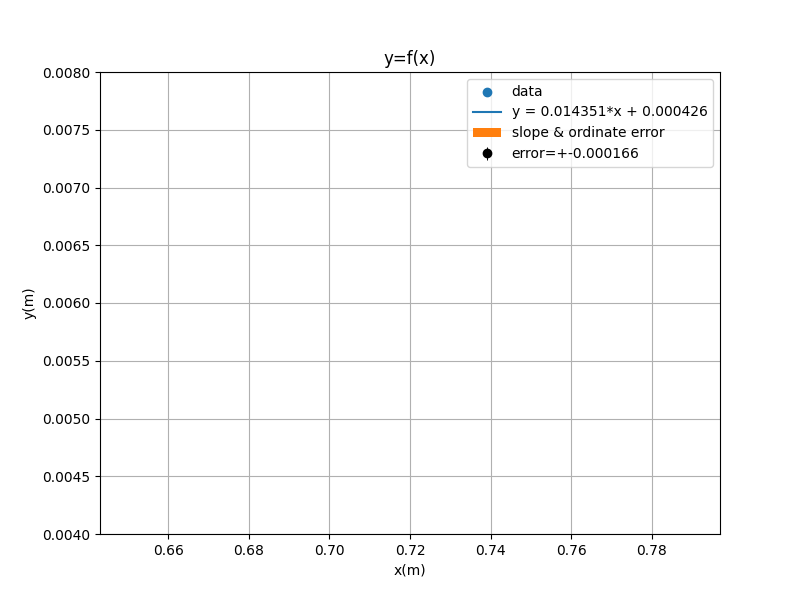 y=f(x)
data
y = 0.014351*x + 0.000426
slope & ordinate error
error=+-0.000166
0.0080
0.0075
0.0070
0.0065
0.0060
0.0055
0.0050
0.0045
0.0040
y(m)
0.66 0.68 0.70 0.72 0.74 0.76 0.78
x(m)